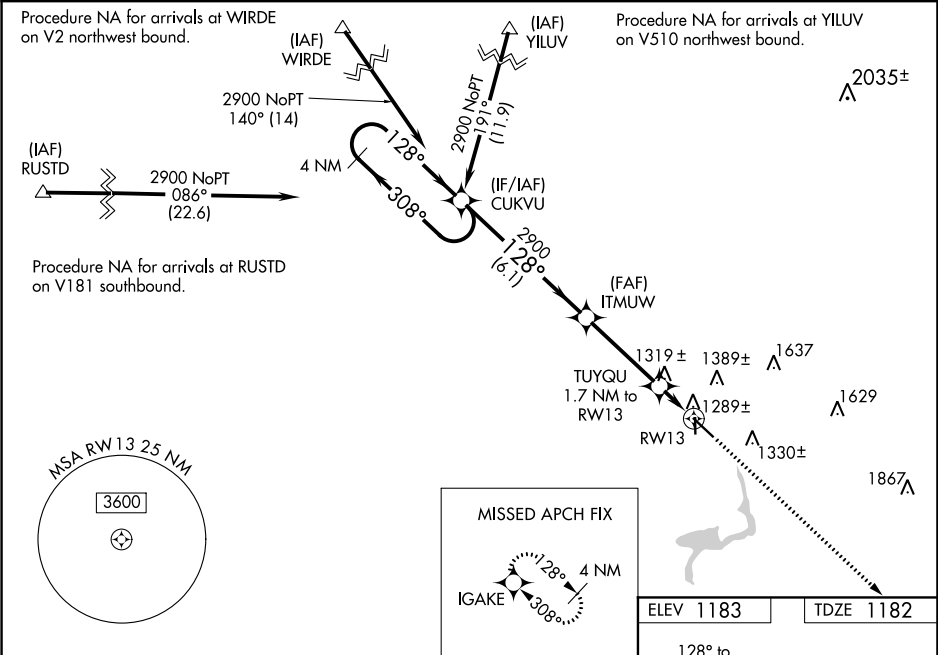 Procedure NA for arrivals at WIRDE
on V2 northwest bound.
(IAF)
WIRDE
(IAF)
YILUV
Procedure NA for arrivals at YILUV
on V510 northwest bound.
2035±
2900 NoPT
140° (14)
2900 NoPT
191°
(11.9)
(IAF)
RUSTD
2900 NoPT
086°
(22.6)
4 NM
128°
308°
(IF/IAF)
CUKVU
2900
128°
(6.1)
Procedure NA for arrivals at RUSTD
on V181 southbound.
(FAF)
ITMUW
1319±
1389±
1637
TUYQU
1.7 NM to
RW13
1289±
1629
RW13
1330±
1867
MSA RW13 25 NM
3600
MISSED APCH FIX
128°
4 NM
IGAKE
308°
ELEV 1183
TDZE 1182
128° to